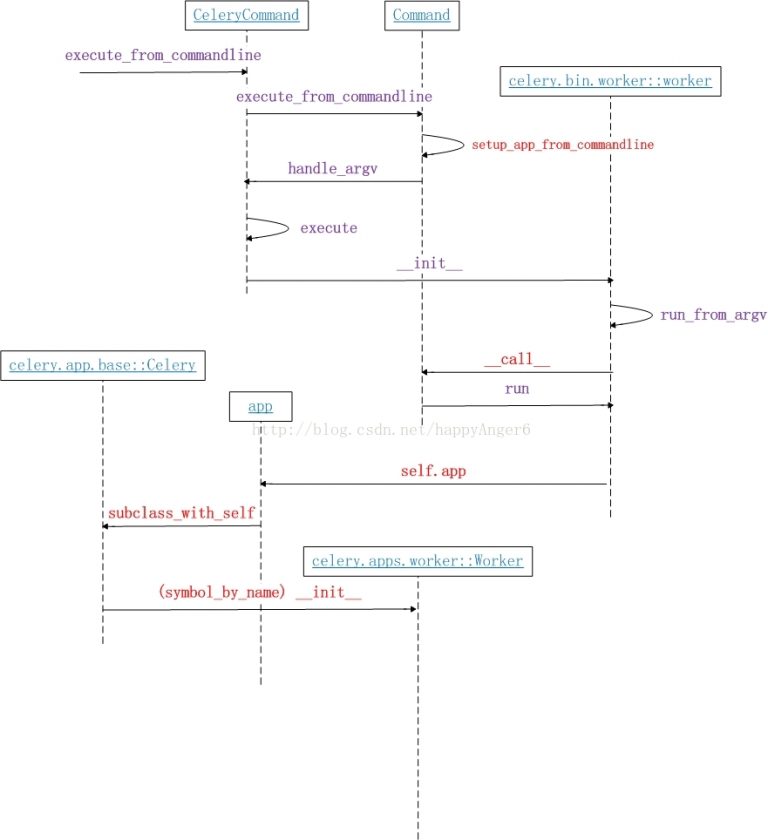 CeleryCommand
Command
execute_from_commandline
celery.bin.worker::worker
execute_from_commandline
setup_app_from_commandline
handle_argv
execute
__init__
run_from_argv
celery.app.base::Celery
__call__
run
app
http://blog.csdn.net/happyAnger6
self.app
subclass_with_self
celery.apps.worker::Worker
(symbol_by_name) __init__